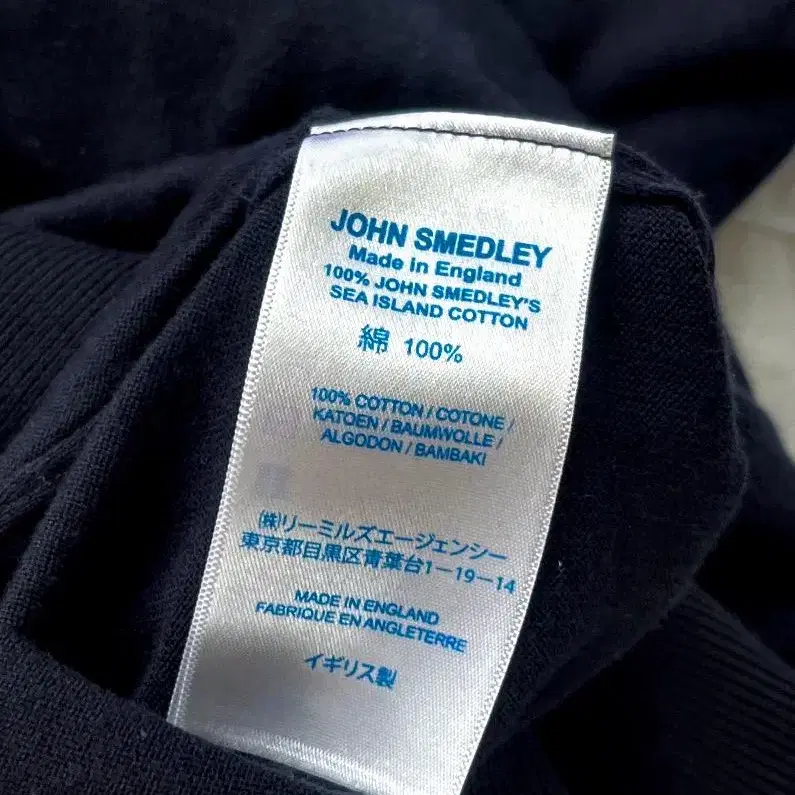 JOHN SMEDLEY
Made in England
100% JOHN SMEDLEY'S
SEA ISLAND COTTON
綿 100%
100% COTTON / COTONE /
KATOEN / BAUMWOLLE /
ALGODON / BAMBAKI
㈱リーミルズエージェンシー
東京都目黒区青葉台1-19-14
MADE IN ENGLAND
FABRIQUE EN ANGLETERRE
イギリス製